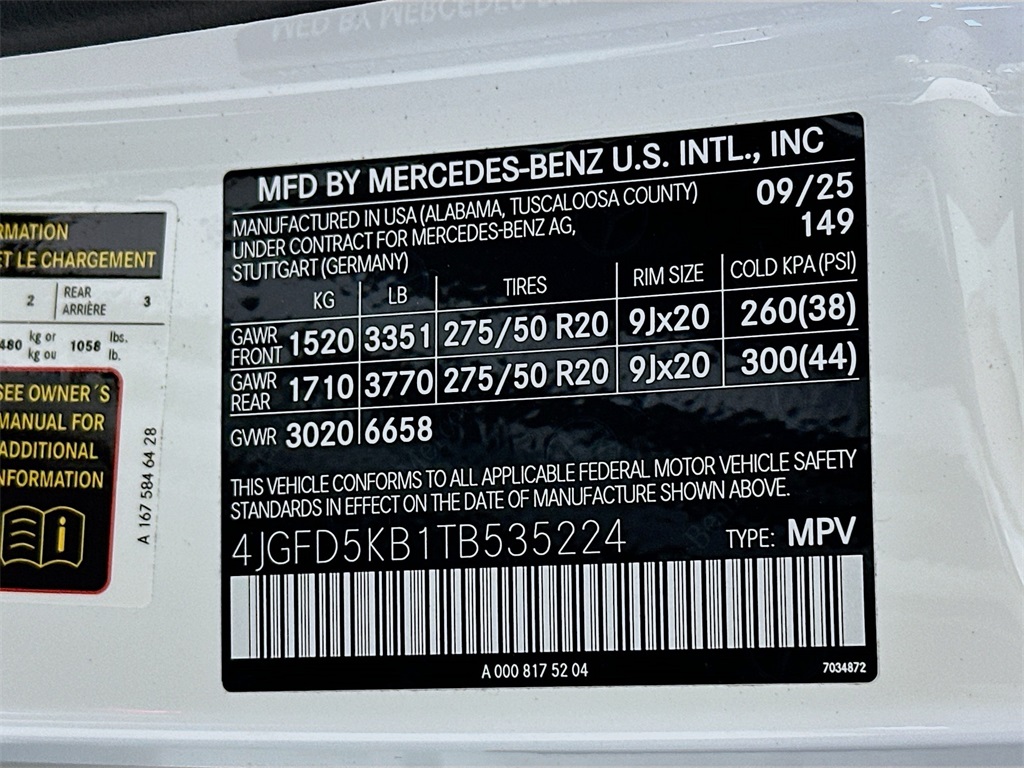 MFD BY MERCEDES-BENZ U.S. INTL., INC
MANUFACTURED IN USA (ALABAMA, TUSCALOOSA COUNTY)
UNDER CONTRACT FOR MERCEDES-BENZ AG,
STUTTGART (GERMANY)
09/25
149
KG LB TIRES RIM SIZE COLD KPA (PSI)
GAWR FRONT 1520 3351 275/50 R20 9Jx20 260(38)
GAWR REAR 1710 3770 275/50 R20 9Jx20 300(44)
GVWR 3020 6658
THIS VEHICLE CONFORMS TO ALL APPLICABLE FEDERAL MOTOR VEHICLE SAFETY
STANDARDS IN EFFECT ON THE DATE OF MANUFACTURE SHOWN ABOVE.
4JGFD5KB1TB535224 TYPE: MPV
A 000 817 52 04 7034872
RMATION
ET LE CHARGEMENT
2 REAR ARRIÈRE 3
480 kg or kg ou 1058 lbs. lb.
SEE OWNER´S
MANUAL FOR
ADDITIONAL
INFORMATION
i
A 167 584 64 28